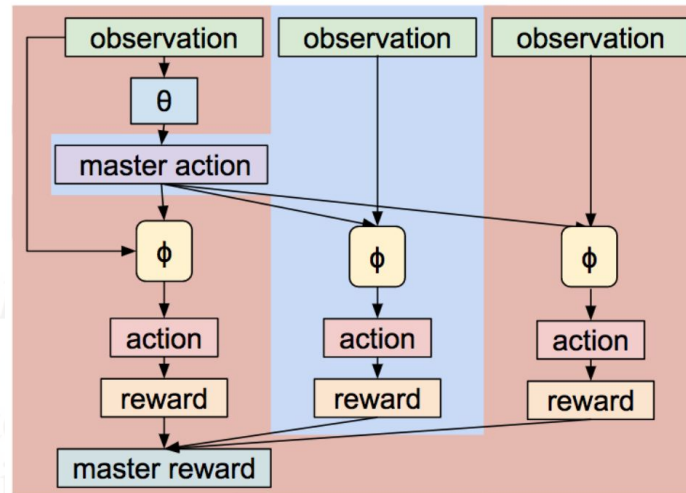 observation
observation
observation
θ
master action
ϕ
ϕ
ϕ
action
action
action
reward
reward
reward
master reward